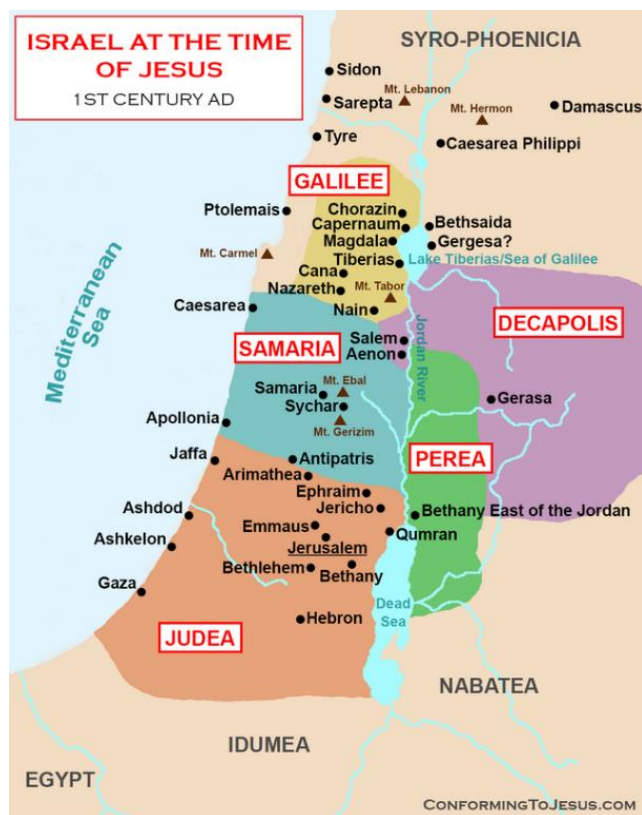 ISRAEL AT THE TIME
OF JESUS
1ST CENTURY AD
SYRO-PHOENICIA
Sidon
Mt. Lebanon
Sarepta
Mt. Hermon
Damascus
Tyre
Caesarea Philippi
GALILEE
Ptolemais
Chorazin
Capernaum
Bethsaida
Magdala
Gergesa?
Mt. Carmel
Tiberias
Lake Tiberias/Sea of Galilee
Cana
Nazareth
Mt. Tabor
Caesarea
Nain
Mediterranean
Sea
DECAPOLIS
Jordan River
Salem
Aenon
SAMARIA
Mt. Ebal
Samaria
Sychar
Gerasa
Mt. Gerizim
Apollonia
Jaffa
Antipatris
PEREA
Arimathea
Ephraim
Jericho
Ashdod
Bethany East of the Jordan
Emmaus
Qumran
Jerusalem
Ashkelon
Bethlehem
Bethany
Gaza
Dead
Sea
Hebron
JUDEA
NABATEA
IDUMEA
EGYPT
CONFORMINGTOJESUS.COM